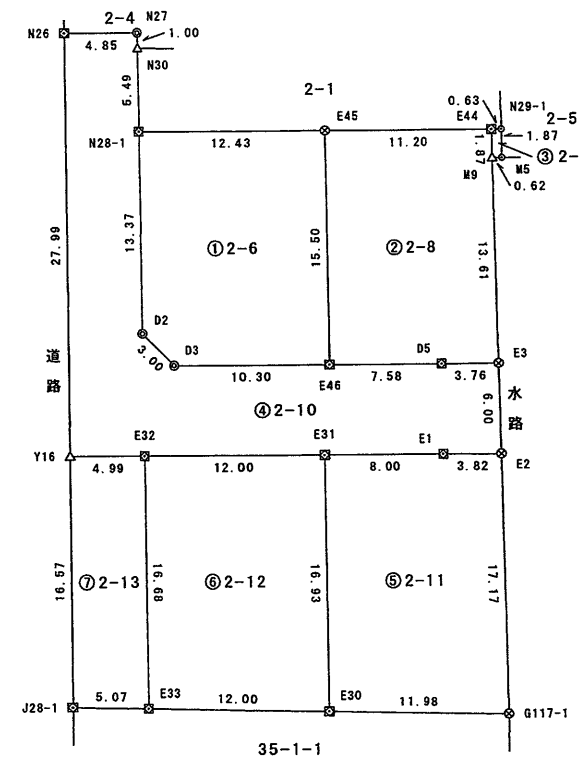 2-4
N27
N26
4.85
1.00
N30
5.49
2-1
0.63
N29-1
2-5
N28-1
E45
E44
12.43
11.20
1.87
1.87
③2-
M9
M5
0.62
27.99
13.37
①2-6
15.50
②2-8
13.61
D2
3.00
D3
D5
E3
10.30
E46
7.58
3.76
道路
6.00
水路
④2-10
E32
E31
E1
Y16
4.99
12.00
8.00
3.82
E2
16.57
⑦2-13
16.68
⑥2-12
16.93
⑤2-11
17.17
J28-1
5.07
E33
12.00
E30
11.98
G117-1
35-1-1